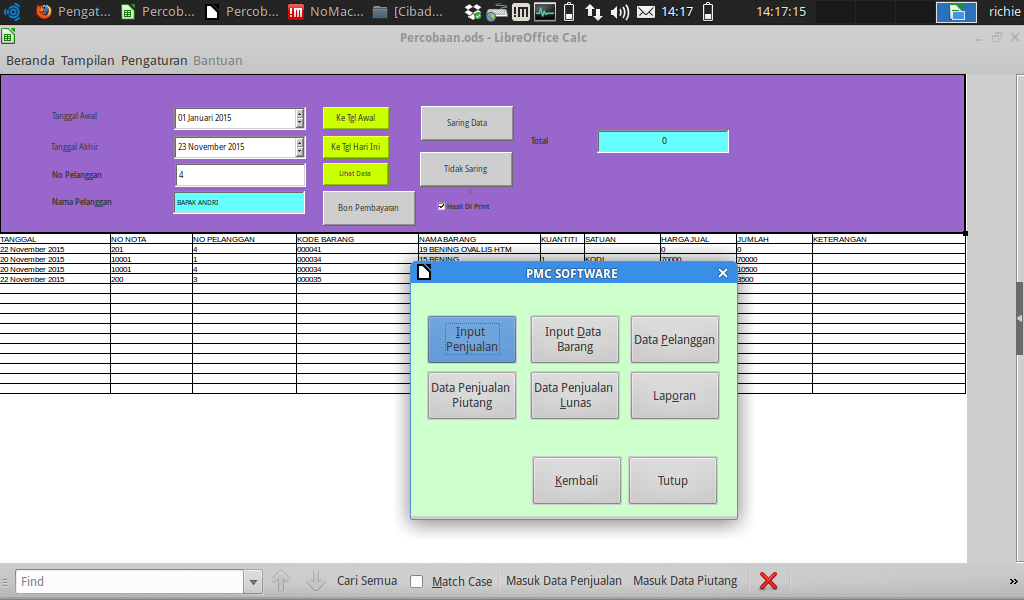 Pengat... Percob... Percob... NoMac... [Cibad... 14:17 14:17:15 richie
Percobaan.ods - LibreOffice Calc
Beranda Tampilan Pengaturan Bantuan
Tanggal Awal 01 Januari 2015 Ke Tgl Awal Saring Data
Total 0
Tanggal Akhir 23 November 2015 Ke Tgl Hari Ini
No Pelanggan 4 Lihat Data Tidak Saring
Nama Pelanggan BAPAK ANDRI Bon Pembayaran Hasil Di Print
TANGGAL NO NOTA NO PELANGGAN KODE BARANG NAMA BARANG KUANTITI SATUAN HARGA JUAL JUMLAH KETERANGAN
22 November 2015 201 4 000041 19 BENING OVAL LIS HTM 0 0
20 November 2015 10001 1 000034 15 BENING 1 KODI 70000 70000
20 November 2015 10001 4 000034 10500
22 November 2015 200 3 000035 3500
PMC SOFTWARE
Input
Penjualan
Input Data
Barang
Data Pelanggan
Data Penjualan
Piutang
Data Penjualan
Lunas
Laporan
Kembali Tutup
Find Cari Semua Match Case Masuk Data Penjualan Masuk Data Piutang »